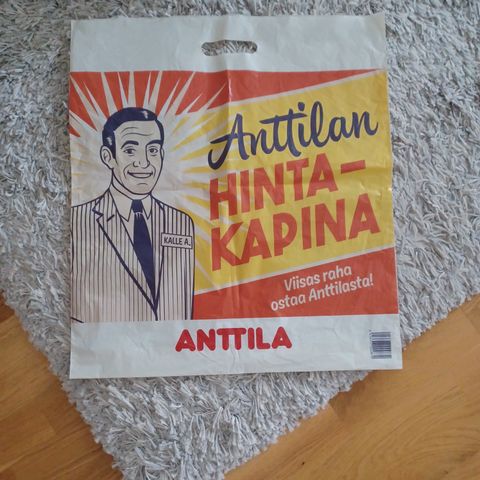 Anttilan
HINTA-
KAPINA
KALLE A.
Viisas raha
ostaa Anttilasta!
ANTTILA